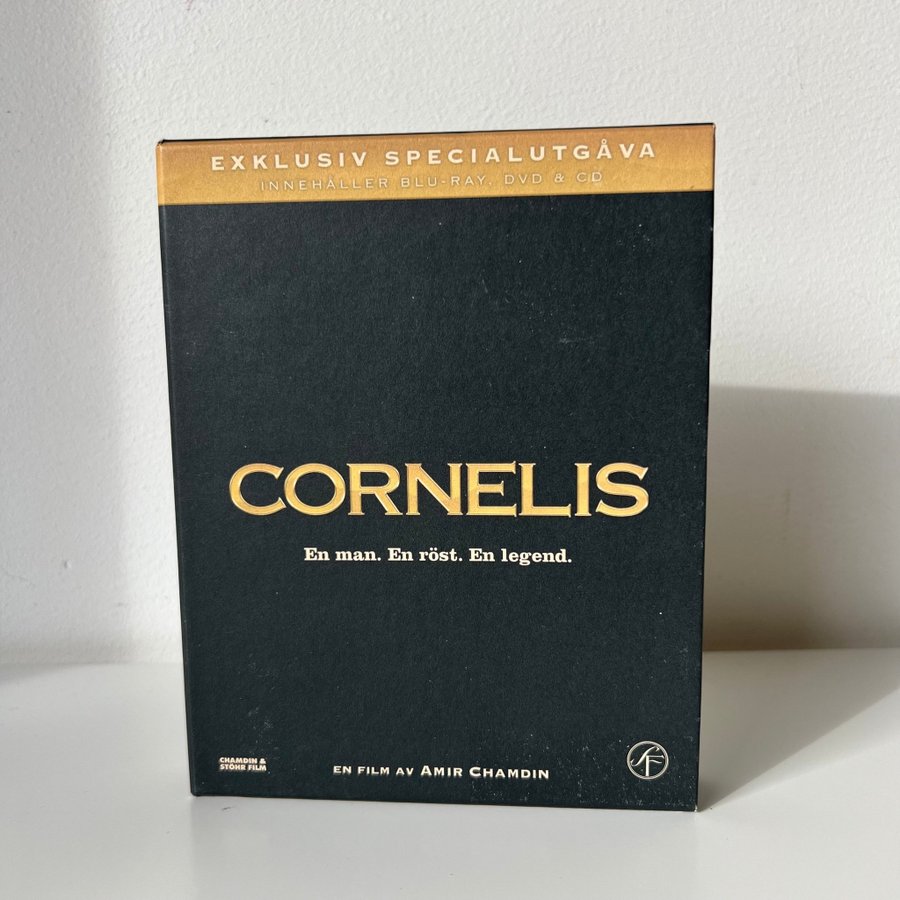 EXKLUSIV SPECIALUTGÅVA
INNEHÅLLER BLU-RAY, DVD & CD
CORNELIS
En man. En röst. En legend.
CHAMDIN &
STÖHR FILM
EN FILM AV AMIR CHAMDIN
SF